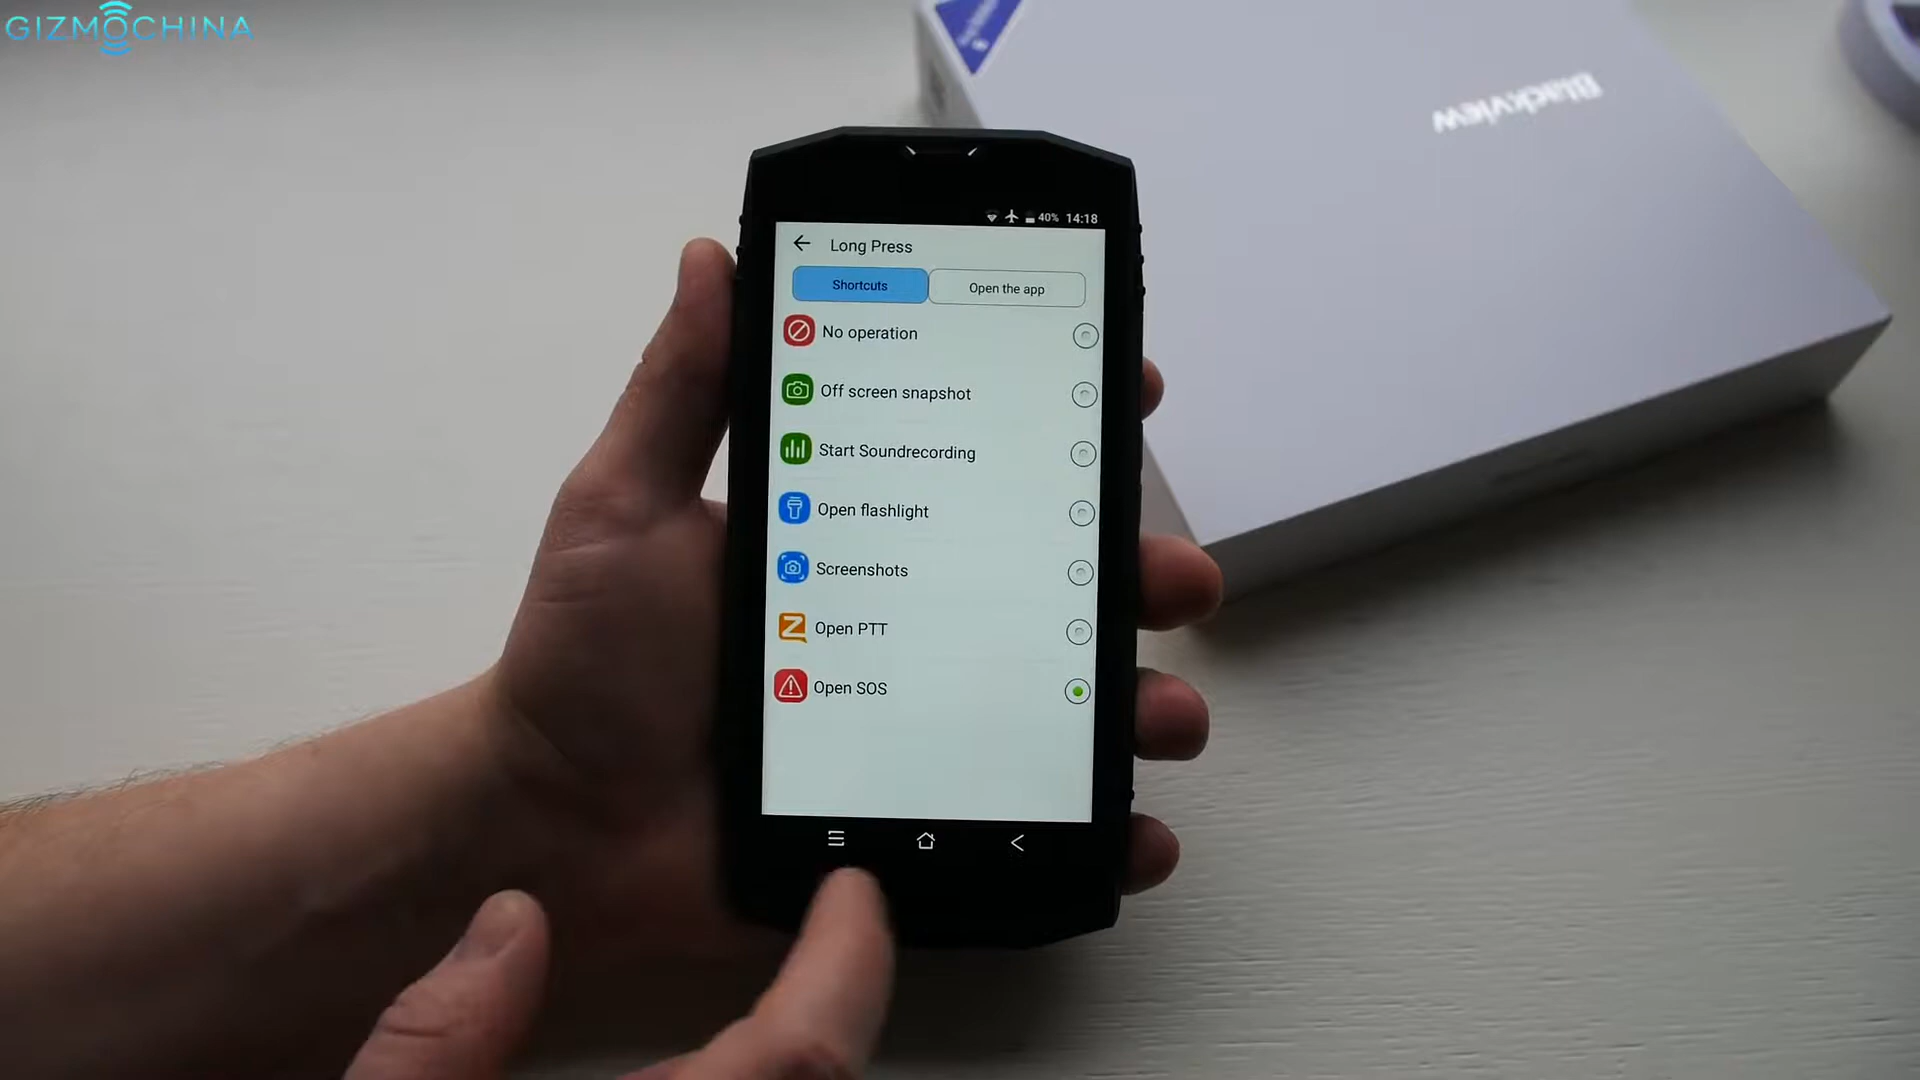 GIZMOCHINA
Blackview
40% 14:18
Long Press
Shortcuts
Open the app
No operation
Off screen snapshot
Start Soundrecording
Open flashlight
Screenshots
Open PTT
Open SOS